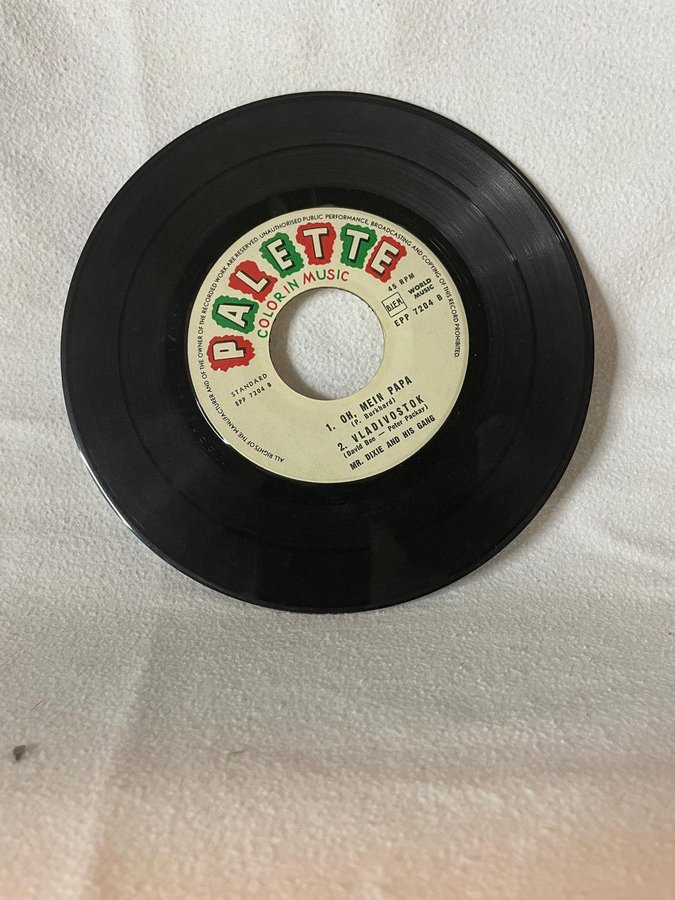 ALL RIGHTS OF THE MANUFACTURER AND OF THE OWNER OF THE RECORDED WORK ARE RESERVED. UNAUTHORISED PUBLIC PERFORMANCE, BROADCASTING AND COPYING OF THIS RECORD PROHIBITED.
PALETTE
COLOR IN MUSIC
45 RPM
B.I.E.M.
WORLD MUSIC
EPP 7204 B
STANDARD
EPP 7204 B
1. OH, MEIN PAPA
(P. Burkhard)
2. VLADIVOSTOK
(David Bee — Peter Packay)
MR. DIXIE AND HIS GANG